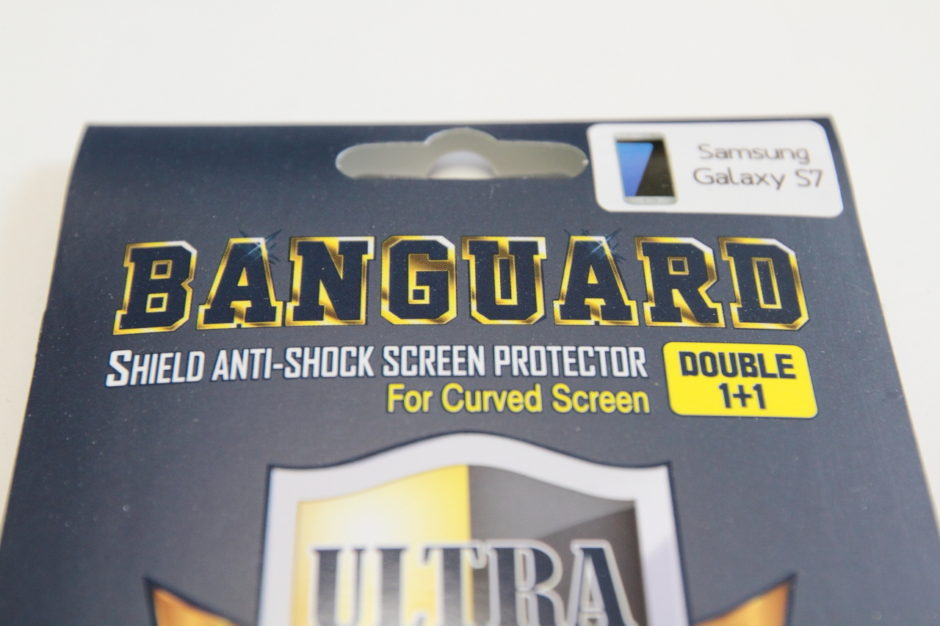 Samsung
Galaxy S7
BANGUARD
SHIELD ANTI-SHOCK SCREEN PROTECTOR
For Curved Screen
DOUBLE
1+1
ULTRA